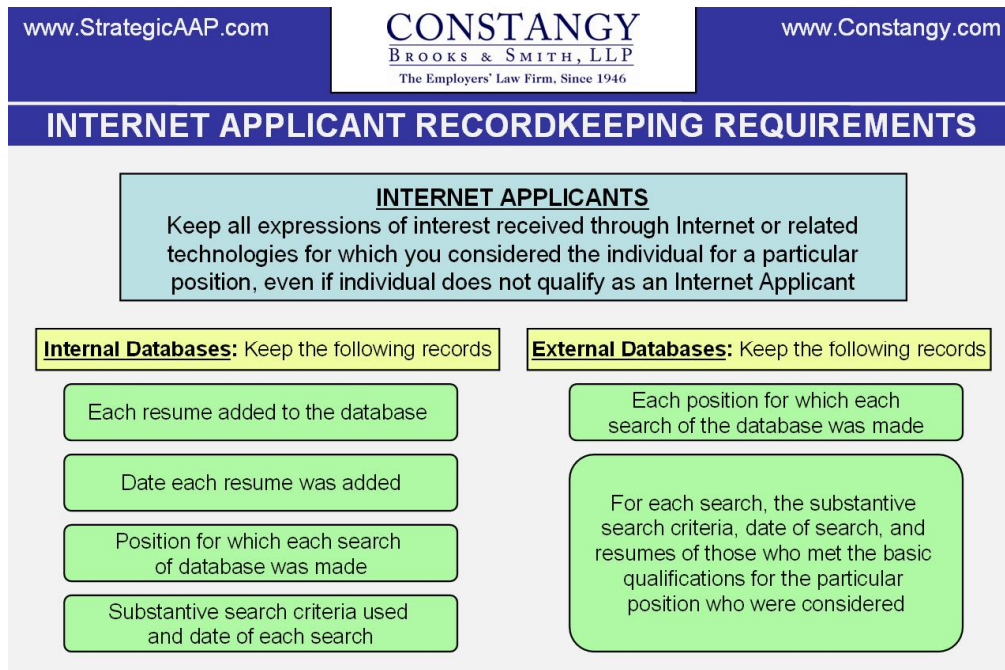 www.StrategicAAP.com
CONSTANGY
BROOKS & SMITH, LLP
The Employers' Law Firm, Since 1946
www.Constangy.com
INTERNET APPLICANT RECORDKEEPING REQUIREMENTS
INTERNET APPLICANTS
Keep all expressions of interest received through Internet or related
technologies for which you considered the individual for a particular
position, even if individual does not qualify as an Internet Applicant
Internal Databases: Keep the following records
Each resume added to the database
Date each resume was added
Position for which each search
of database was made
Substantive search criteria used
and date of each search
External Databases: Keep the following records
Each position for which each
search of the database was made
For each search, the substantive
search criteria, date of search, and
resumes of those who met the basic
qualifications for the particular
position who were considered